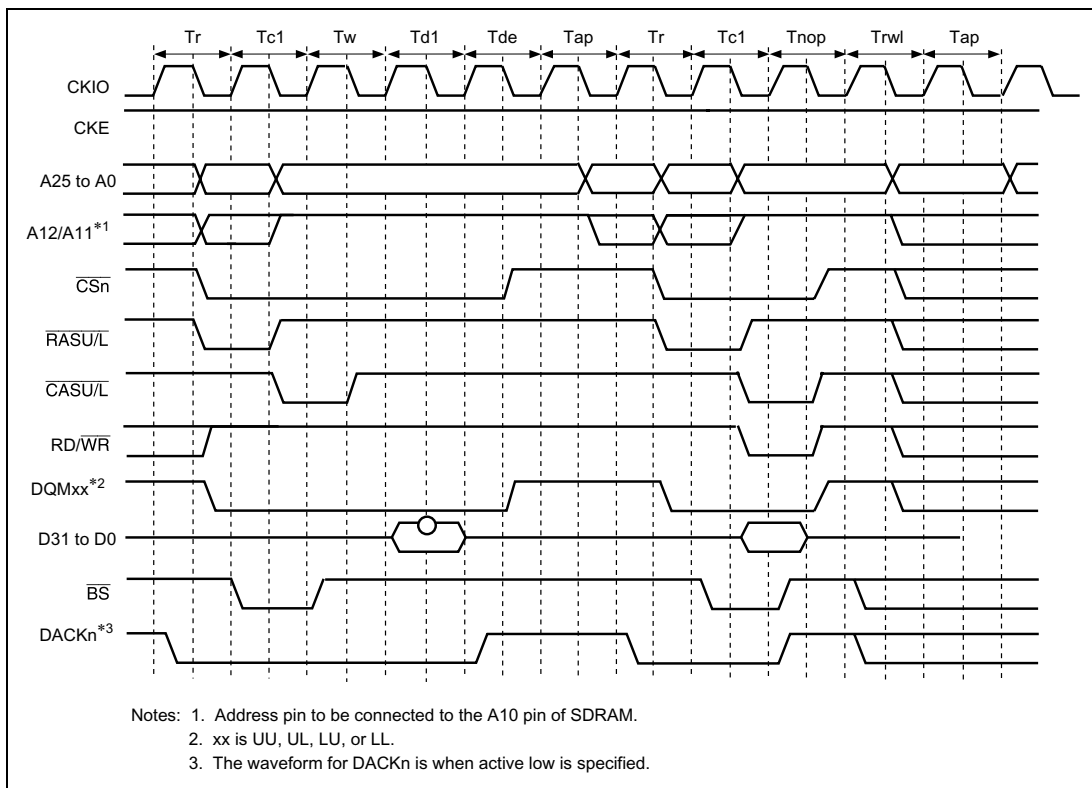 Tr Tc1 Tw Td1 Tde Tap Tr Tc1 Tnop Trwl Tap
CKIO
CKE
A25 to A0
A12/A11*1
CSn
RASU/L
CASU/L
RD/WR
DQMxx*2
D31 to D0
BS
DACKn*3
Notes: 1. Address pin to be connected to the A10 pin of SDRAM.
2. xx is UU, UL, LU, or LL.
3. The waveform for DACKn is when active low is specified.